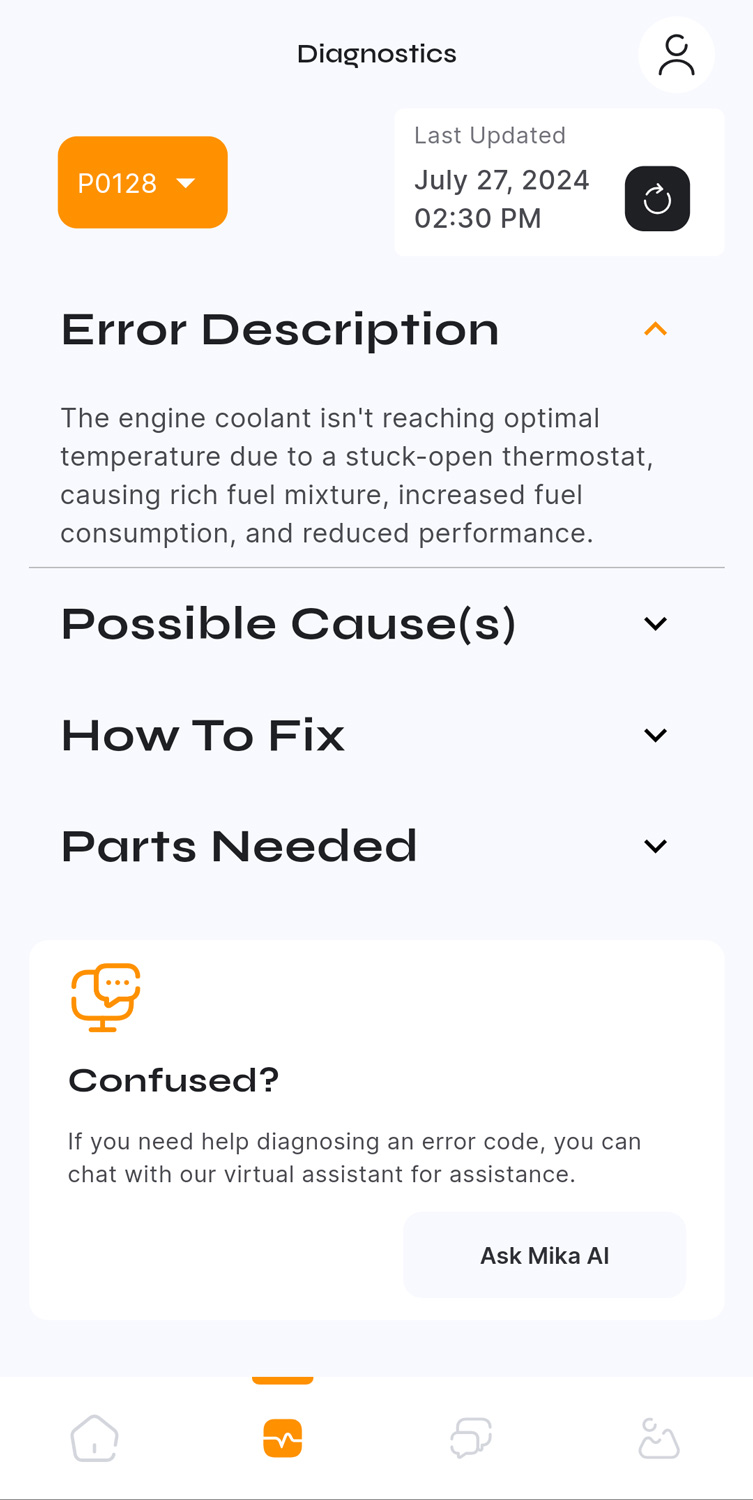 Diagnostics
P0128
Last Updated
July 27, 2024
02:30 PM
Error Description
The engine coolant isn't reaching optimal
temperature due to a stuck-open thermostat,
causing rich fuel mixture, increased fuel
consumption, and reduced performance.
Possible Cause(s)
How To Fix
Parts Needed
Confused?
If you need help diagnosing an error code, you can
chat with our virtual assistant for assistance.
Ask Mika AI